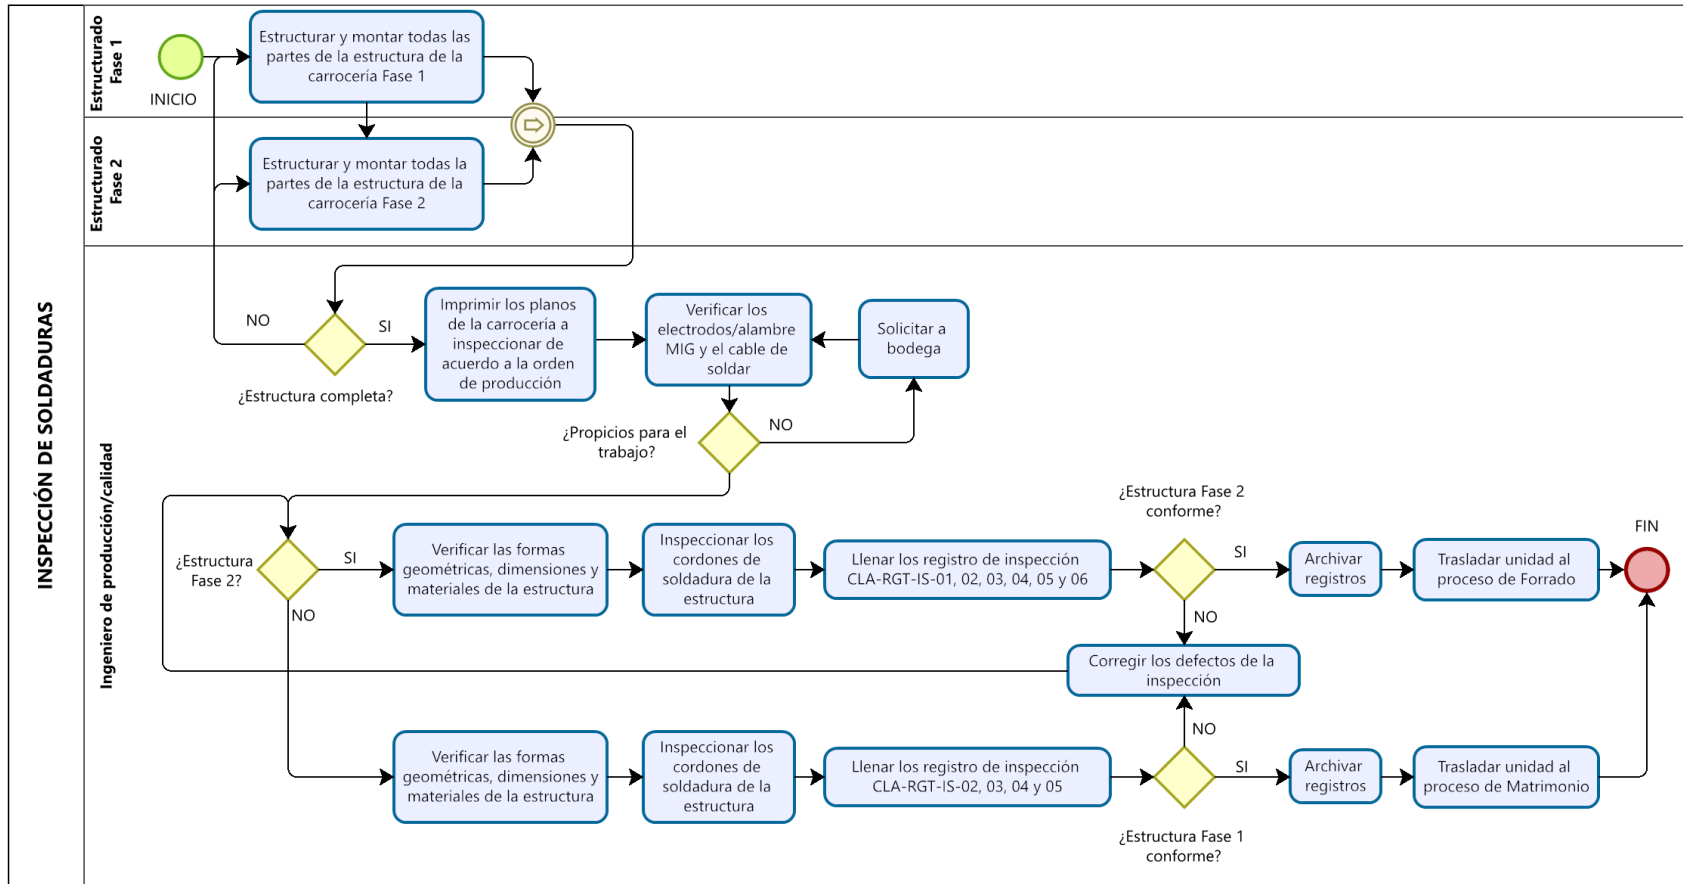 INSPECCIÓN DE SOLDADURAS
Estructurado
Fase 1
INICIO
Estructurar y montar todas las
partes de la estructura de la
carrocería Fase 1
Estructurado
Fase 2
Estructurar y montar todas la
partes de la estructura de la
carrocería Fase 2
Ingeniero de producción/calidad
NO
SI
¿Estructura completa?
Imprimir los planos
de la carrocería a
inspeccionar de
acuerdo a la orden
de producción
Verificar los
electrodos/alambre
MIG y el cable de
soldar
Solicitar a
bodega
¿Propicios para el
trabajo?
NO
¿Estructura
Fase 2?
SI
NO
Verificar las formas
geométricas, dimensiones y
materiales de la estructura
Inspeccionar los
cordones de
soldadura de la
estructura
Llenar los registro de inspección
CLA-RGT-IS-01, 02, 03, 04, 05 y 06
¿Estructura Fase 2
conforme?
SI
NO
Archivar
registros
Trasladar unidad al
proceso de Forrado
FIN
Corregir los defectos de la
inspección
Verificar las formas
geométricas, dimensiones y
materiales de la estructura
Inspeccionar los
cordones de
soldadura de la
estructura
Llenar los registro de inspección
CLA-RGT-IS-02, 03, 04 y 05
NO
SI
¿Estructura Fase 1
conforme?
Archivar
registros
Trasladar unidad al
proceso de Matrimonio